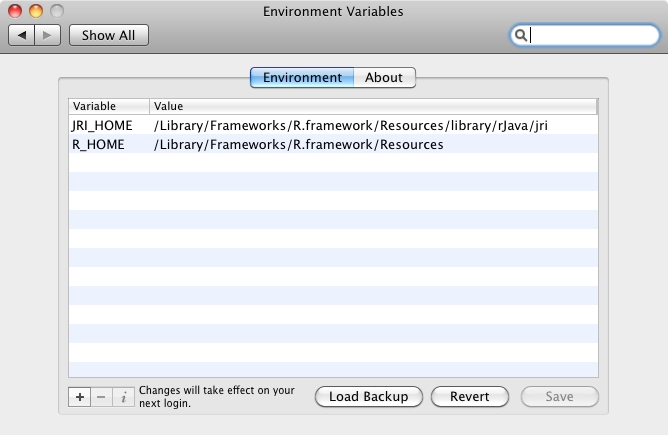 Environment Variables
Show All
Environment About
Variable Value
JRI_HOME /Library/Frameworks/R.framework/Resources/library/rJava/jri
R_HOME /Library/Frameworks/R.framework/Resources
+ − i Changes will take effect on your
next login.
Load Backup Revert Save